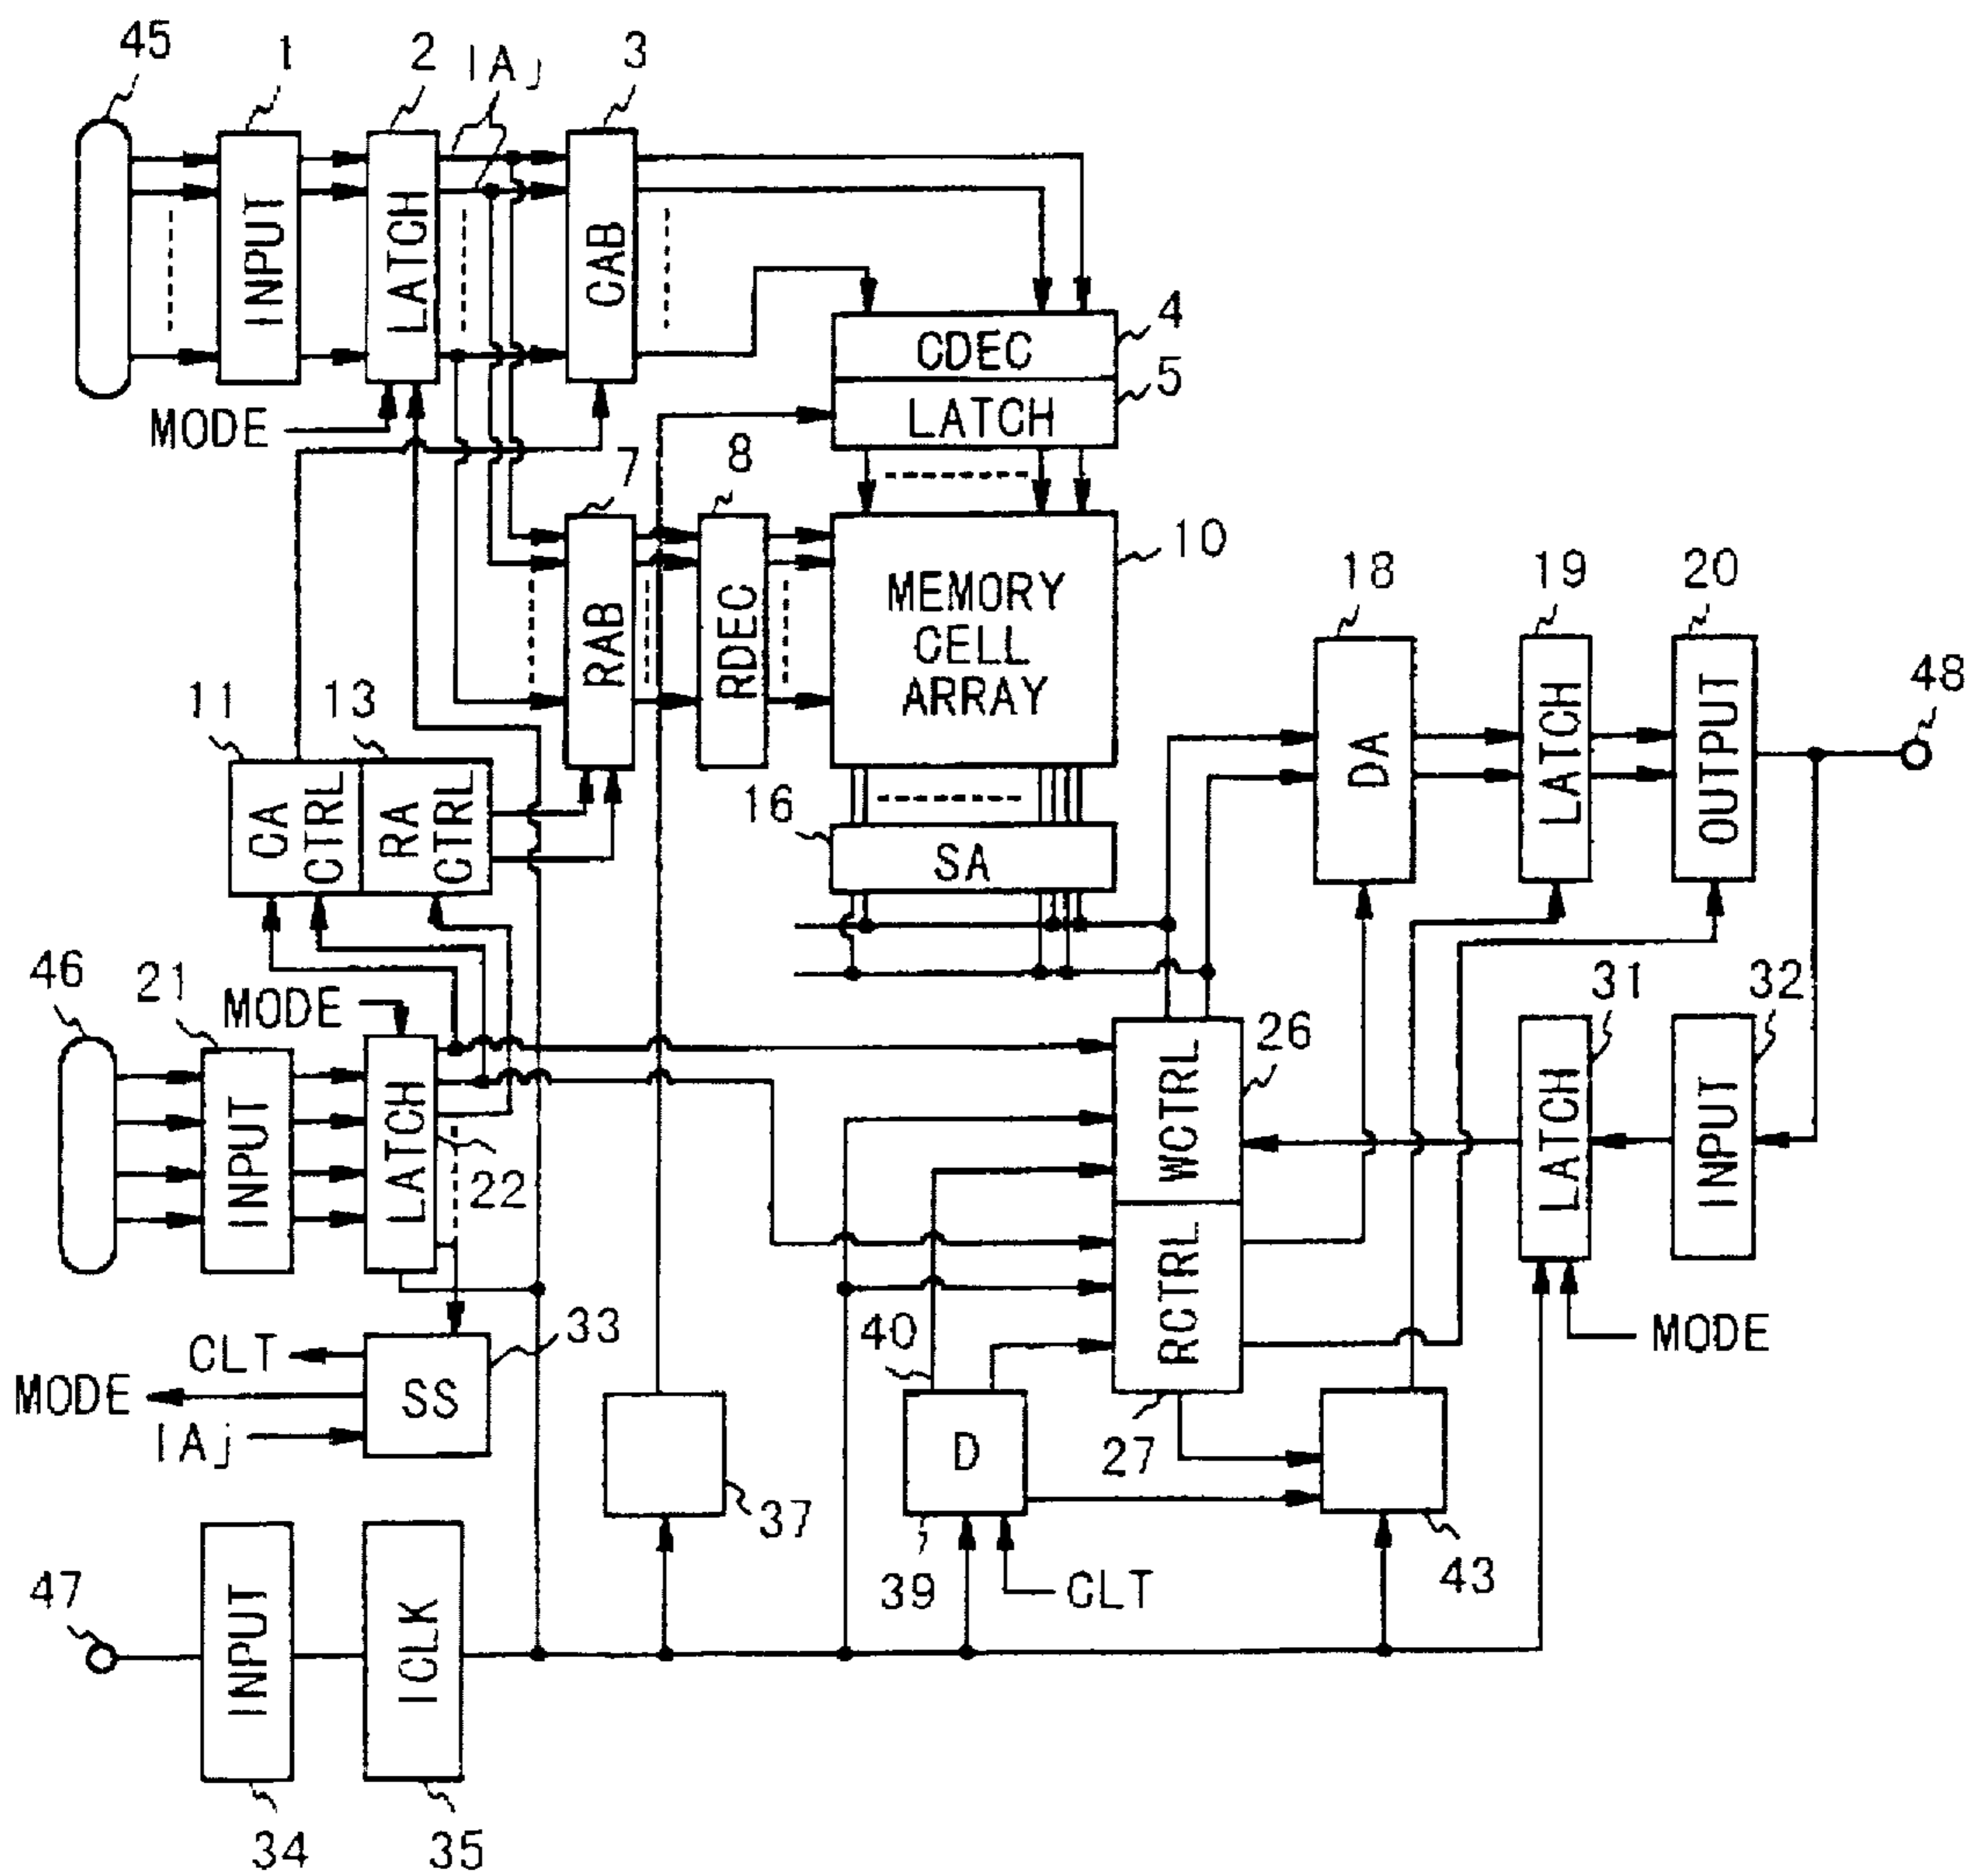 45
1
2
IAj
3
INPUT
LATCH
CAB
4
CDEC
5
LATCH
MODE
7
8
10
RAB
RDEC
MEMORY
CELL
ARRAY
18
19
20
48
DA
LATCH
OUTPUT
11
13
CA
CTRL
RA
CTRL
16
SA
46
21
MODE
31
32
26
INPUT
LATCH
22
WCTRL
LATCH
INPUT
RCTRL
33
CLT
40
MODE
MODE
SS
IAj
D
27
37
43
39
CLT
47
INPUT
ICLK
34
35